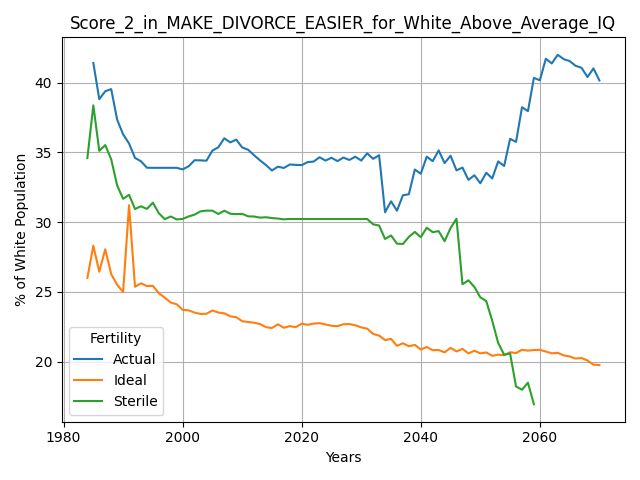 Score_2_in_MAKE_DIVORCE_EASIER_for_White_Above_Average_IQ
% of White Population
40
35
30
25
20
Fertility
Actual
Ideal
Sterile
1980
2000
2020
2040
2060
Years